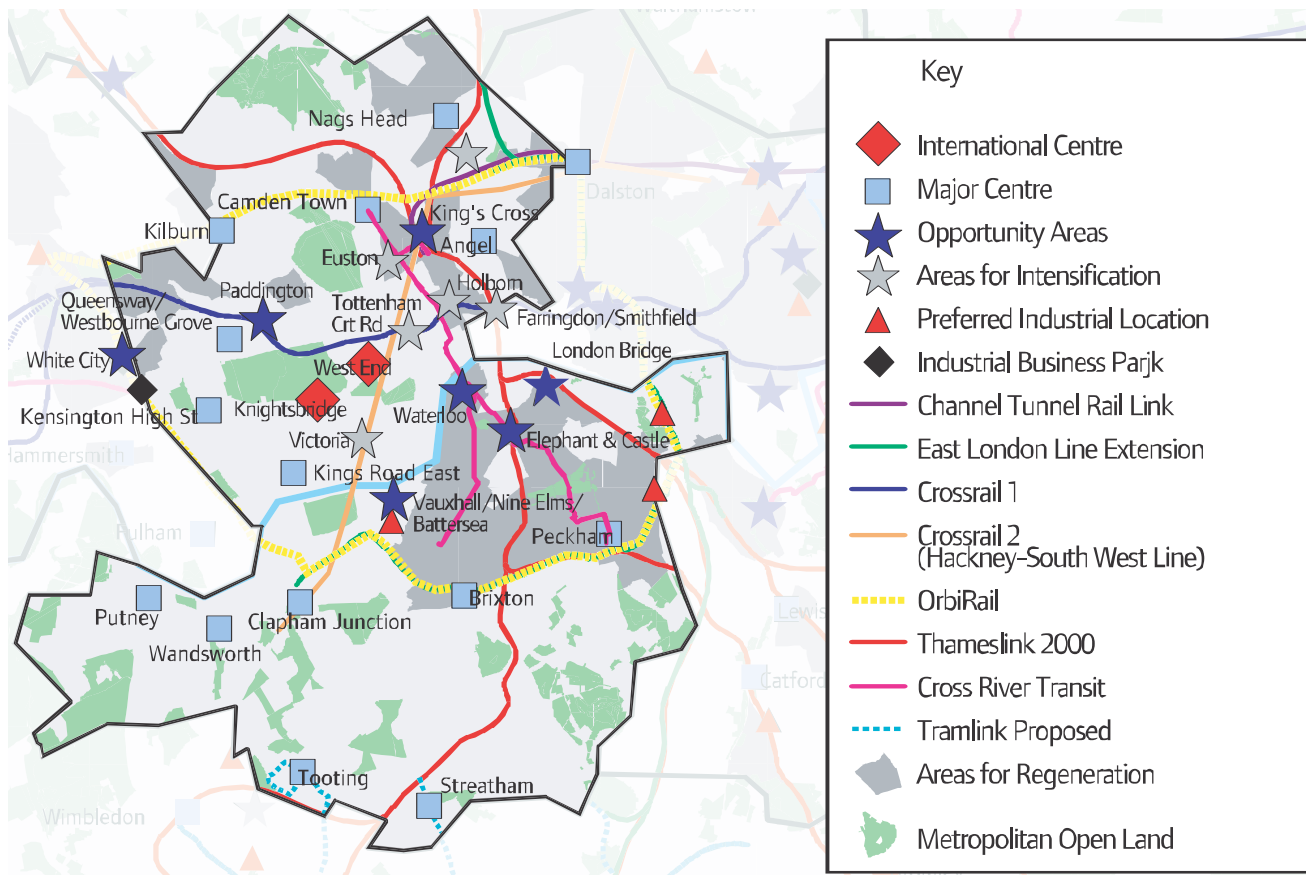 Walthamstow
Nags Head
Dalston
Camden Town
King's Cross
Kilburn
Angel
Euston
Holborn
Paddington
Queensway/
Westbourne Grove
Tottenham
Crt Rd
Farringdon/Smithfield
London Bridge
White City
West End
Kensington High St
Knightsbridge
Waterloo
Elephant & Castle
Victoria
Hammersmith
Kings Road East
Vauxhall/Nine Elms/
Battersea
Fulham
Peckham
Putney
Clapham Junction
Brixton
Lewis
Wandsworth
Catford
Tooting
Streatham
Wimbledon
Key
International Centre
Major Centre
Opportunity Areas
Areas for Intensification
Preferred Industrial Location
Industrial Business Parjk
Channel Tunnel Rail Link
East London Line Extension
Crossrail 1
Crossrail 2
(Hackney-South West Line)
OrbiRail
Thameslink 2000
Cross River Transit
Tramlink Proposed
Areas for Regeneration
Metropolitan Open Land